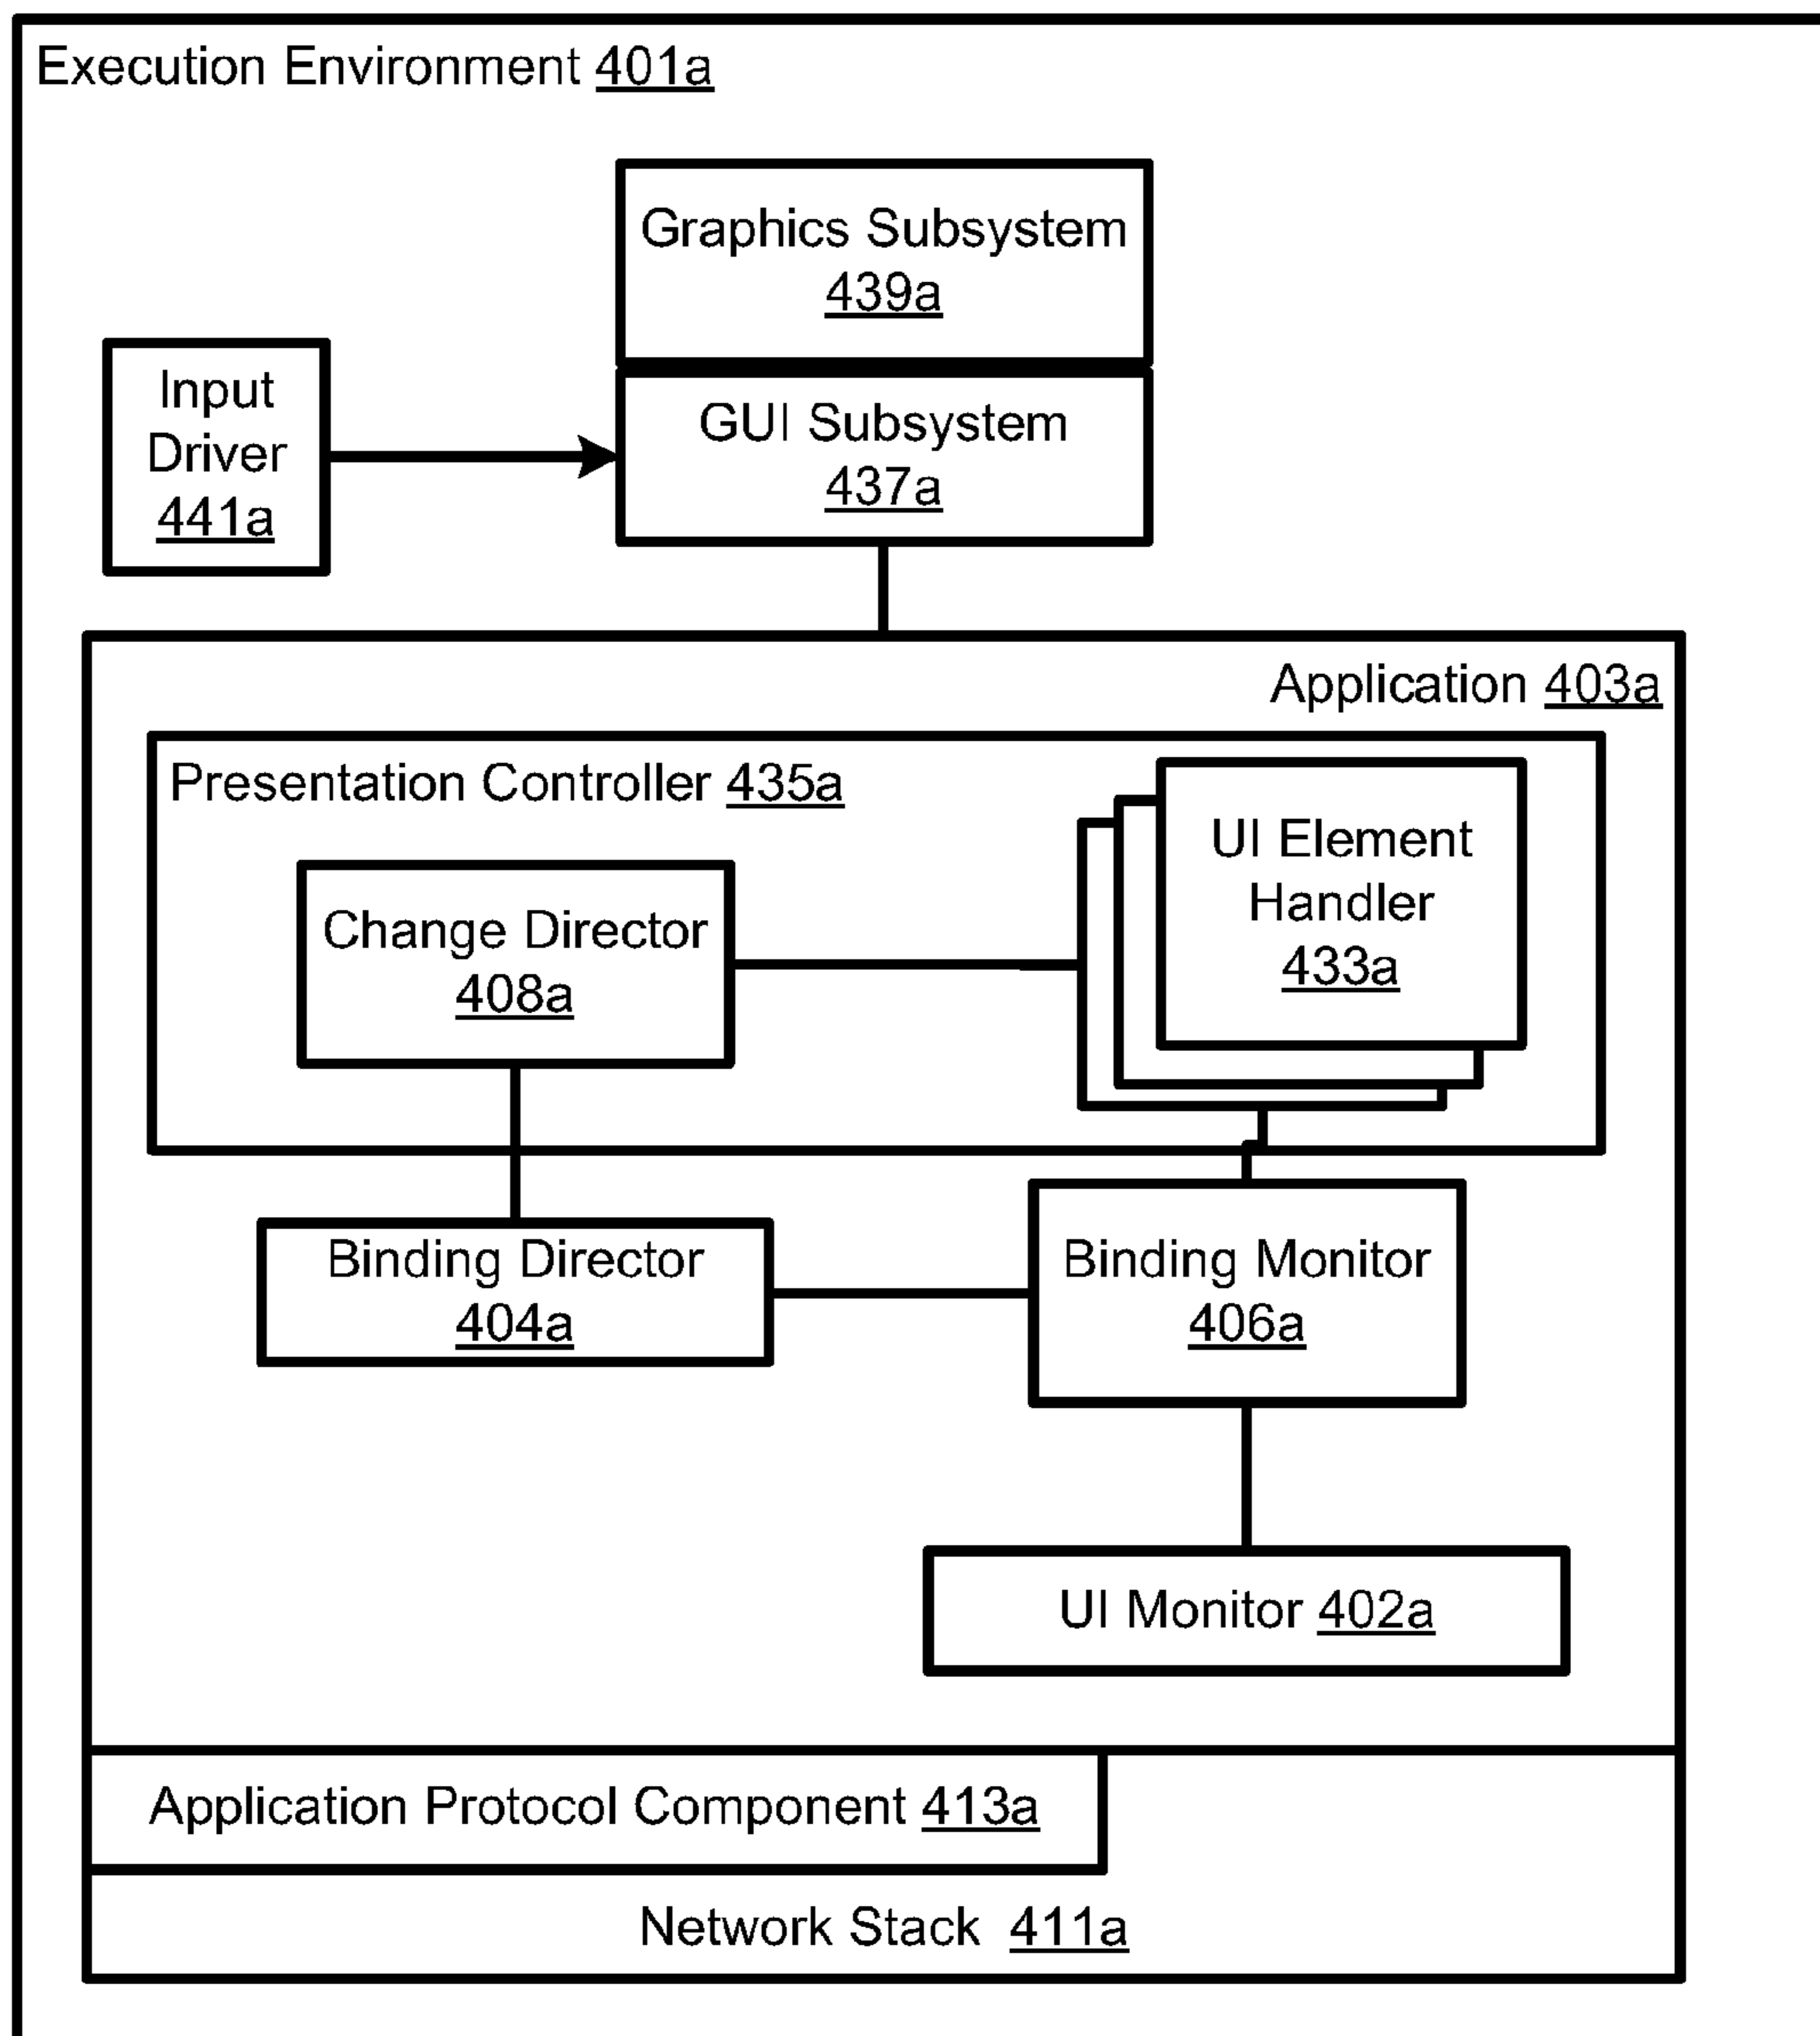 Execution Environment 401a
Graphics Subsystem
439a
Input
Driver
441a
GUI Subsystem
437a
Application 403a
Presentation Controller 435a
UI Element
Handler
433a
Change Director
408a
Binding Director
404a
Binding Monitor
406a
UI Monitor 402a
Application Protocol Component 413a
Network Stack 411a